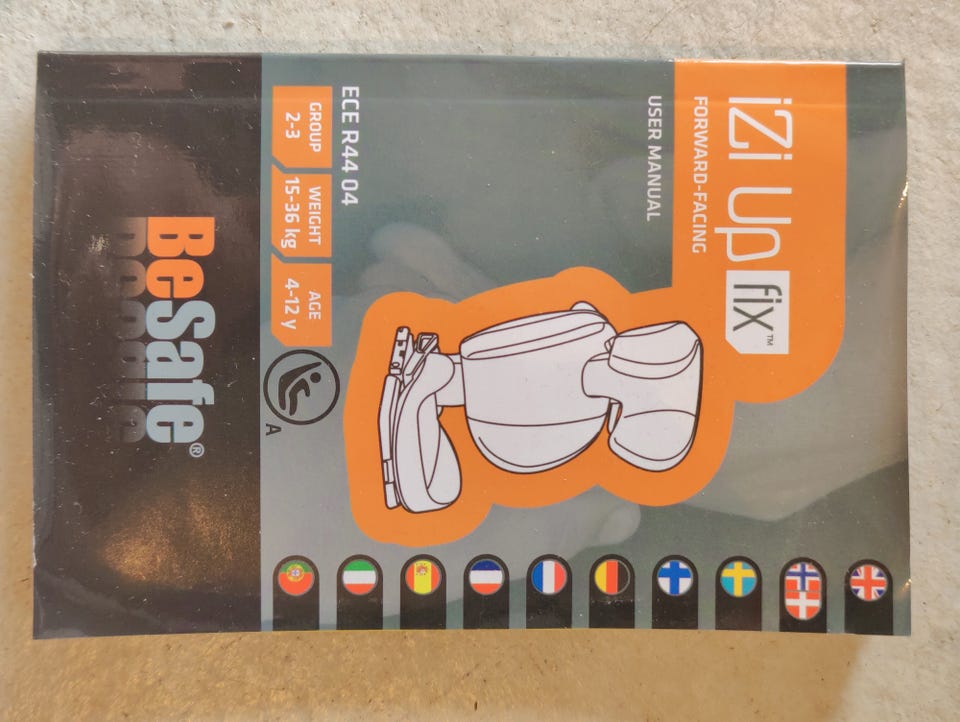 iZi Up fix™
FORWARD-FACING
USER MANUAL
ECE R44 04
GROUP
2-3
WEIGHT
15-36 kg
AGE
4-12 y
A
BeSafe®